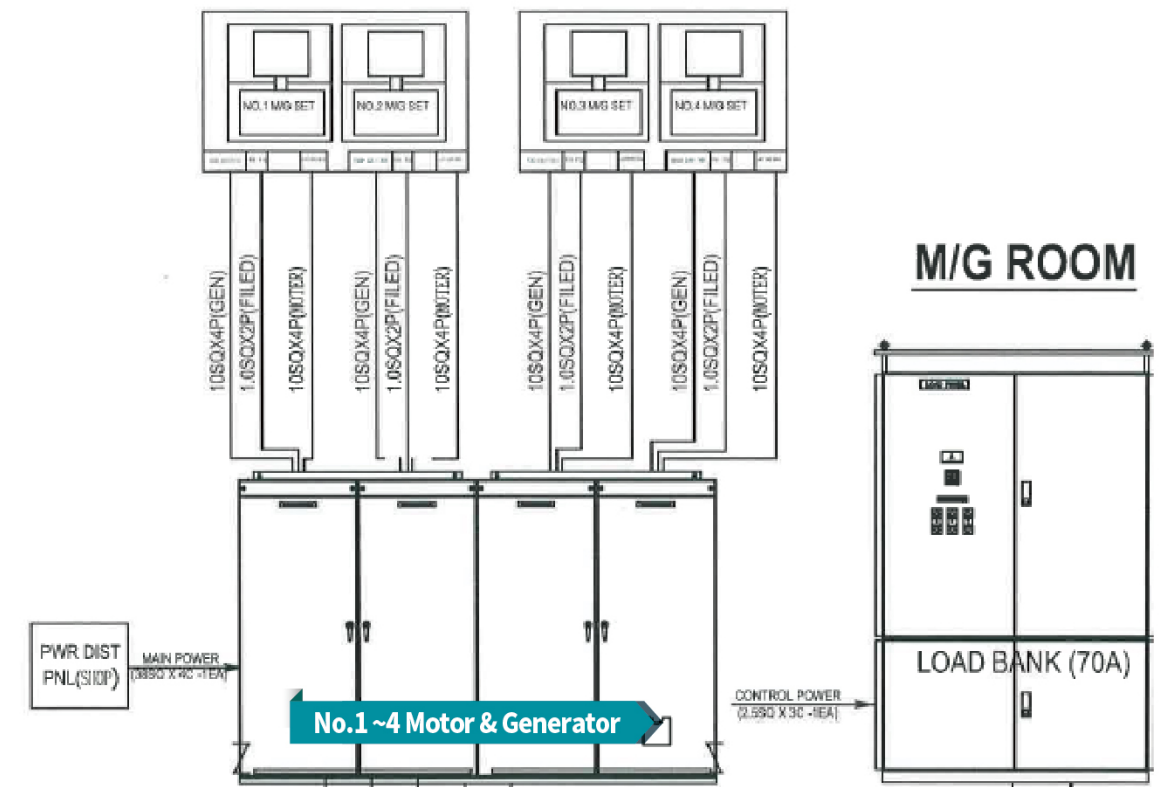 NO.1 M/G SET
NO.2 M/G SET
NO.3 M/G SET
NO.4 M/G SET
10SQX4P(GEN)
1.0SQX2P(FILED)
10SQX4P(MOTER)
10SQX4P(GEN)
1.0SQX2P(FILED)
10SQX4P(MOTER)
10SQX4P(GEN)
1.0SQX2P(FILED)
10SQX4P(MOTER)
10SQX4P(GEN)
1.0SQX2P(FILED)
10SQX4P(MOTER)
M/G ROOM
PWR DIST
PNL(SHOP)
MAIN POWER
(38SQ X 4C -1EA)
No.1 ~4 Motor & Generator
CONTROL POWER
(2.5SQ X 3C -1EA)
LOAD BANK (70A)